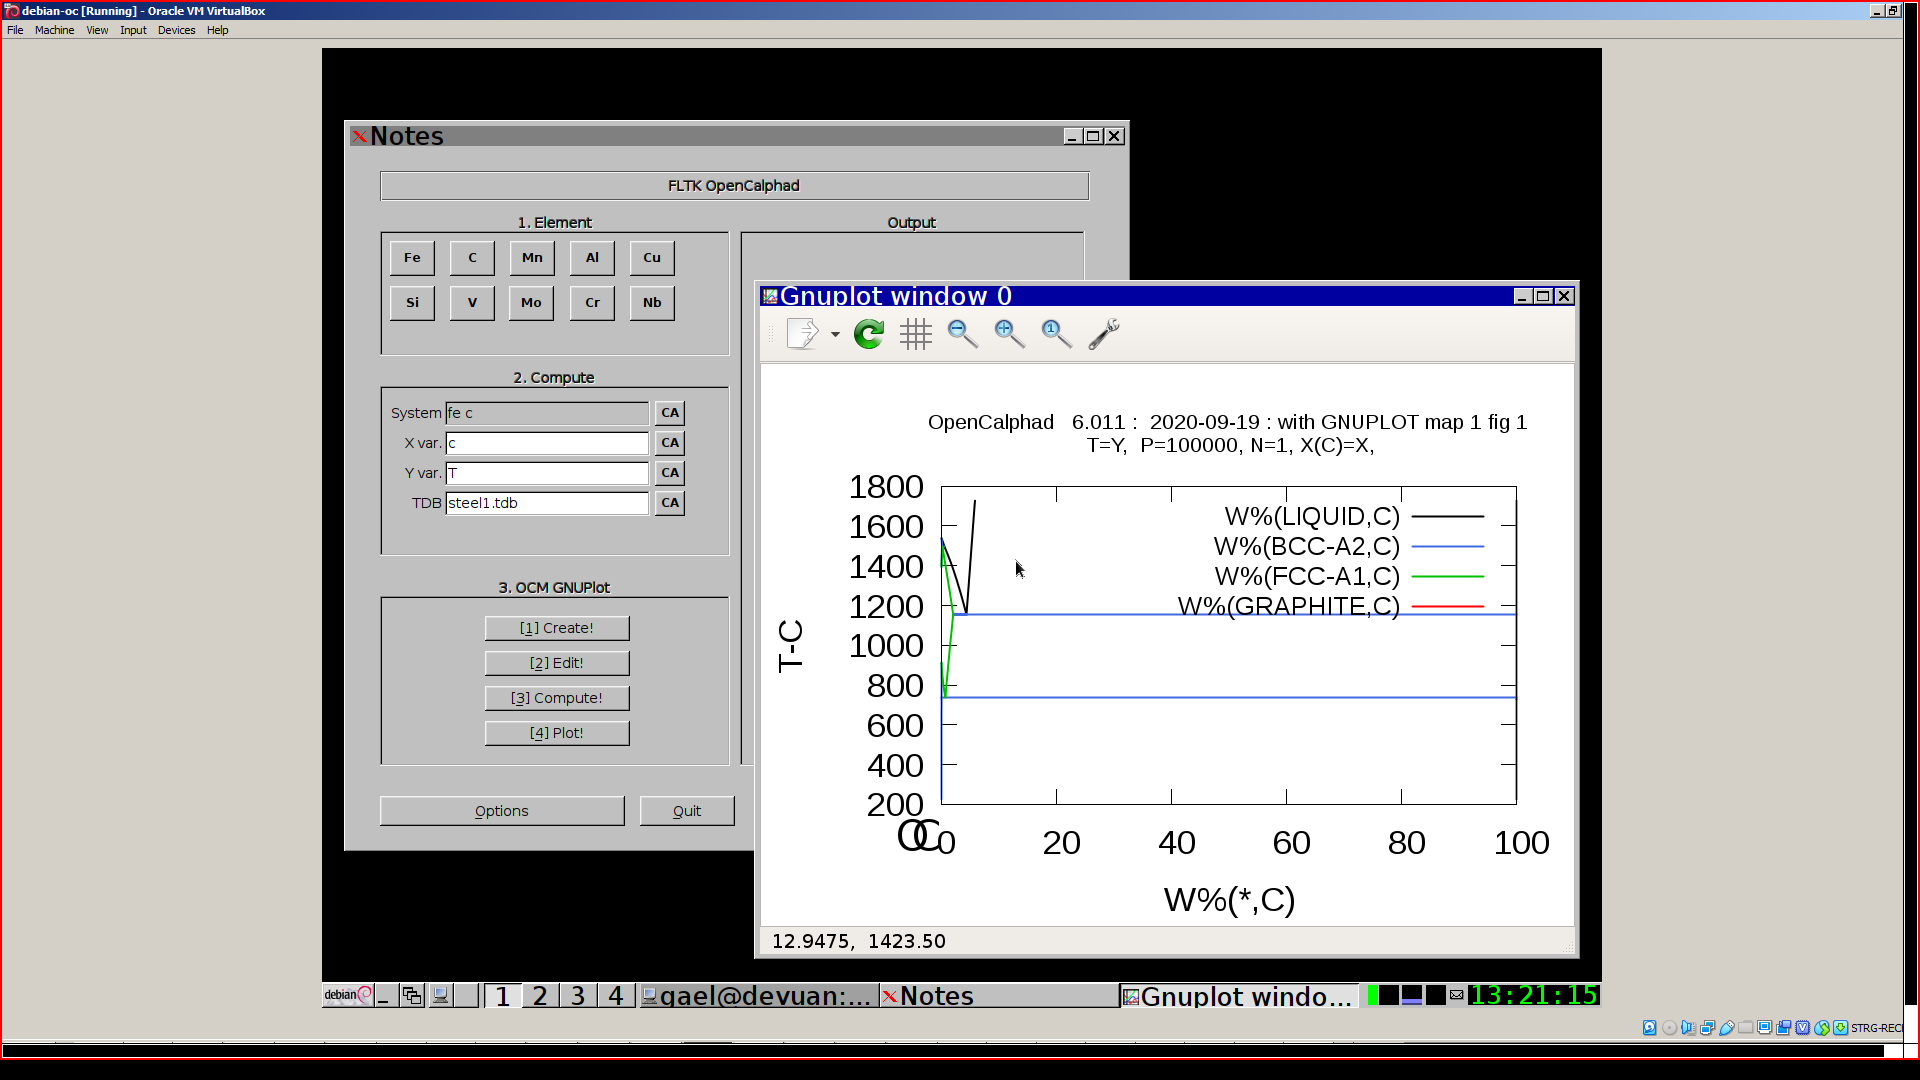 debian-oc [Running] - Oracle VM VirtualBox
File Machine View Input Devices Help
Notes
FLTK OpenCalphad
1. Element
Output
Fe C Mn Al Cu
Si V Mo Cr Nb
2. Compute
System fe c CA
X var. c CA
Y var. T CA
TDB steel1.tdb CA
3. OCM GNUPlot
[1] Create!
[2] Edit!
[3] Compute!
[4] Plot!
Options Quit
Gnuplot window 0
1
OpenCalphad 6.011 : 2020-09-19 : with GNUPLOT map 1 fig 1
T=Y, P=100000, N=1, X(C)=X,
1800
1600
1400
1200
1000
800
600
400
200
T-C
W%(LIQUID,C)
W%(BCC-A2,C)
W%(FCC-A1,C)
W%(GRAPHITE,C)
OC
0 20 40 60 80 100
W%(*,C)
12.9475, 1423.50
debian 1 2 3 4 gael@devuan:... Notes Gnuplot windo... 13:21:15
STRG-REC